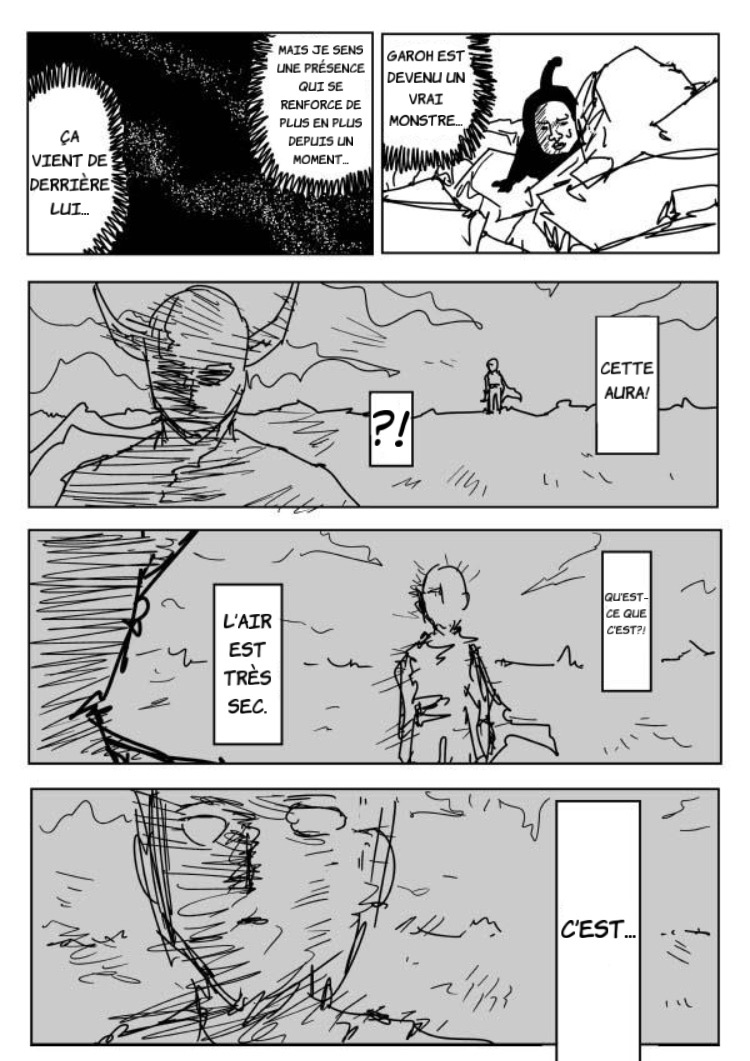 GAROH EST
DEVENU UN
VRAI
MONSTRE...
MAIS JE SENS
UNE PRÉSENCE
QUI SE
RENFORCE DE
PLUS EN PLUS
DEPUIS UN
MOMENT...
ÇA
VIENT DE
DERRIÈRE
LUI...
CETTE
AURA!
?!
QU'EST-
CE QUE
C'EST?!
L'AIR
EST
TRÈS
SEC.
C'EST...